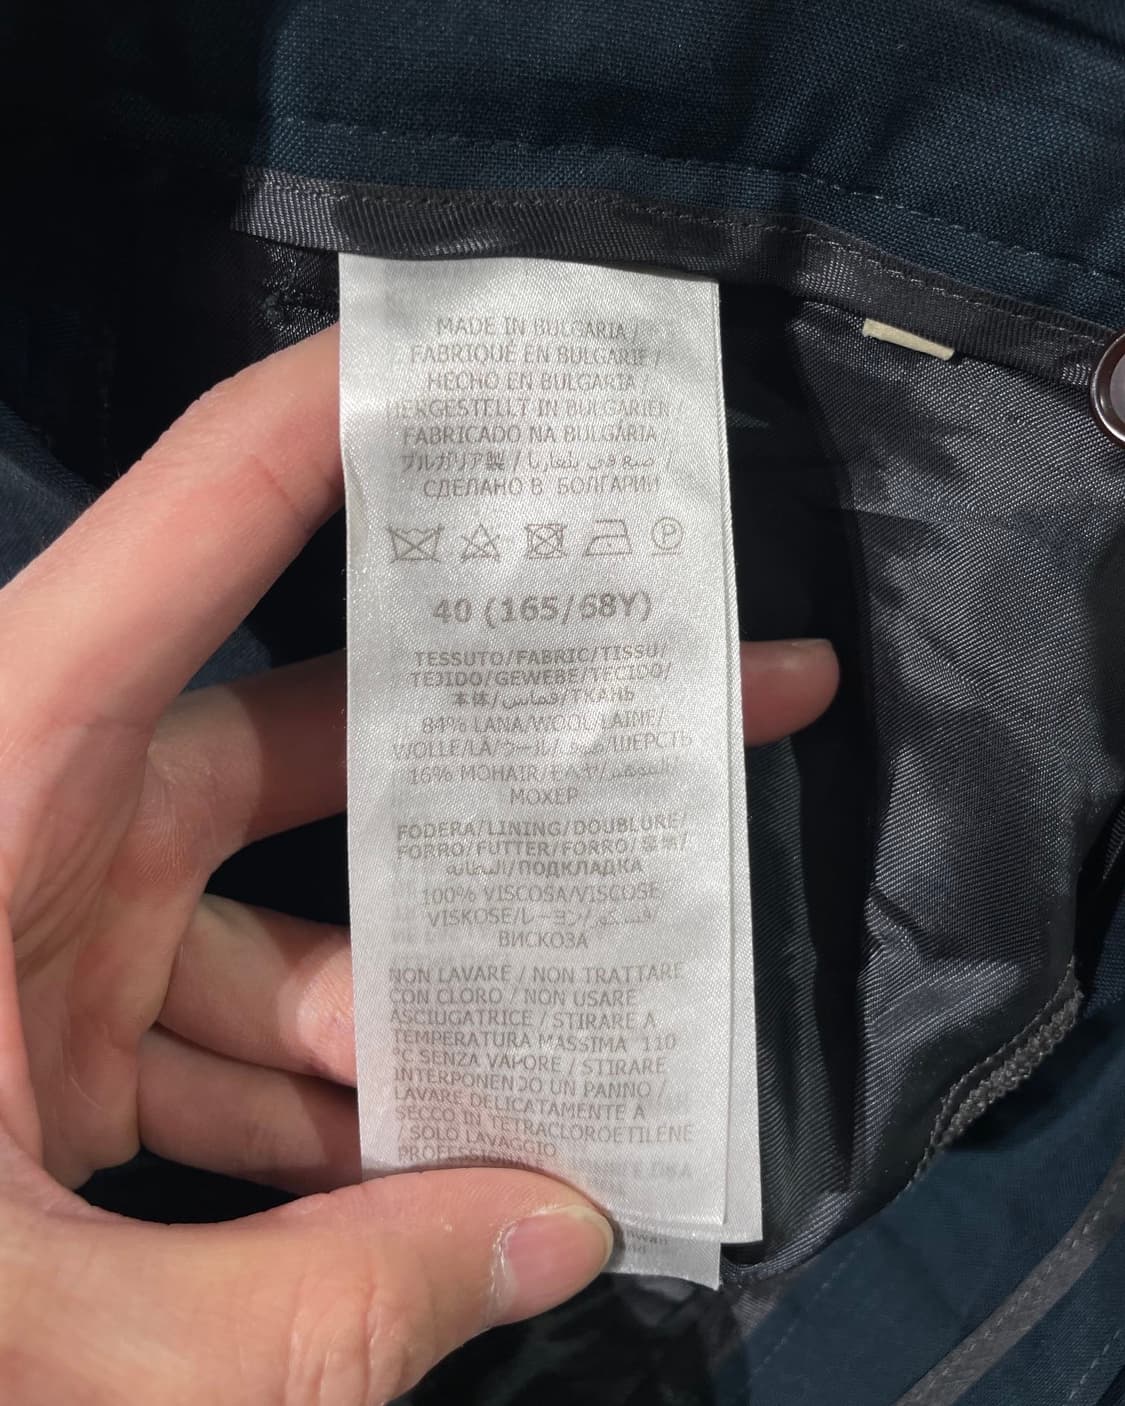 MADE IN BULGARIA /
FABRIQUÉ EN BULGARIE /
HECHO EN BULGARIA /
HERGESTELLT IN BULGARIEN /
FABRICADO NA BULGÁRIA /
ブルガリア製 / صنع في بلغاريا /
СДЕЛАНО В БОЛГАРИИ
P
40 (165/68Y)
TESSUTO/FABRIC/TISSU/
TEJIDO/GEWEBE/TECIDO/
本体/قماش/ТКАНЬ
84% LANA/WOOL/LAINE/
WOLLE/LÃ/ウール/صوف/ШЕРСТЬ
16% MOHAIR/モヘヤ/الموهير/
МОХЕР
FODERA/LINING/DOUBLURE/
FORRO/FUTTER/FORRO/裏地/
البطانة/ПОДКЛАДКА
100% VISCOSA/VISCOSE/
VISKOSE/レーヨン/فسكوز/
ВИСКОЗА
NON LAVARE / NON TRATTARE
CON CLORO / NON USARE
ASCIUGATRICE / STIRARE A
TEMPERATURA MASSIMA 110
°C SENZA VAPORE / STIRARE
INTERPONENDO UN PANNO /
LAVARE DELICATAMENTE A
SECCO IN TETRACLOROETILENE
/ SOLO LAVAGGIO
PROFESSIONALE